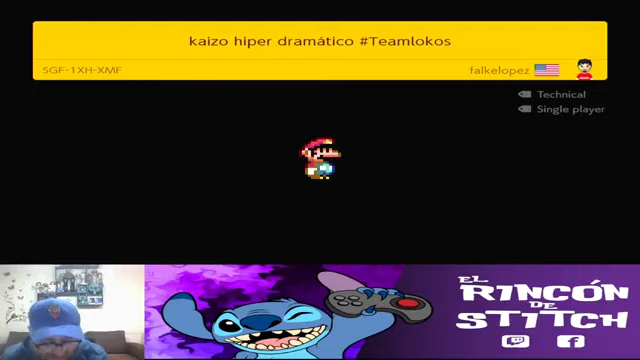 kaizo hiper dramático #Teamlokos
SGF-1XH-XMF
falkelopez
Technical
Single player
EL
RINCÓN
DE
STITCH